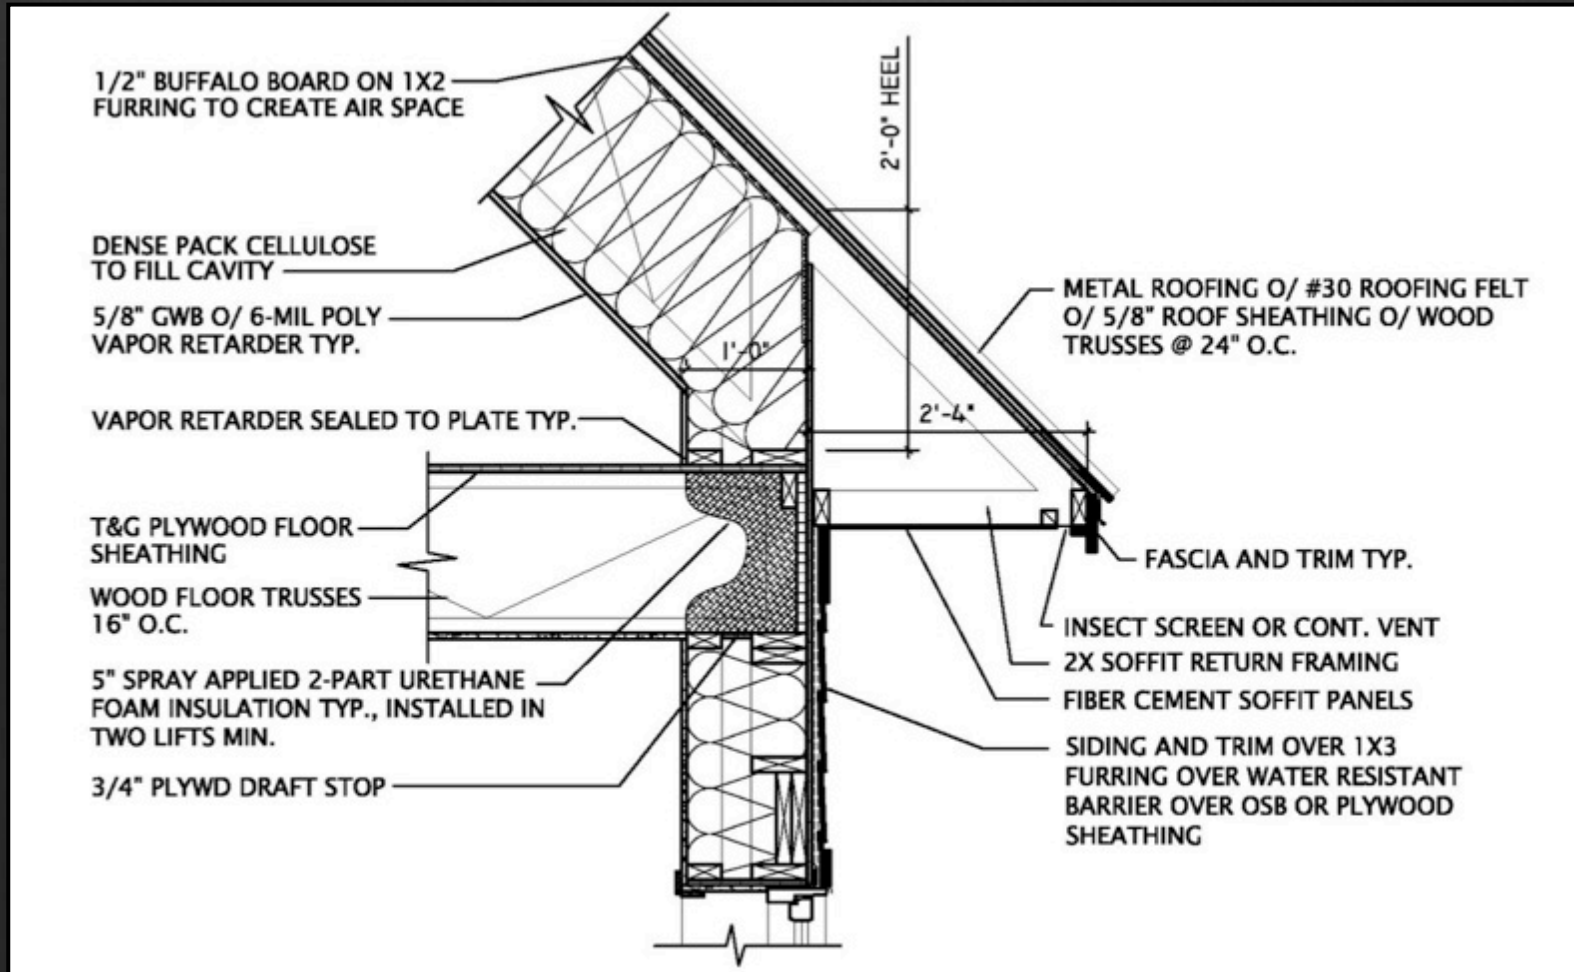 1/2" BUFFALO BOARD ON 1X2
FURRING TO CREATE AIR SPACE
2'-0" HEEL
DENSE PACK CELLULOSE
TO FILL CAVITY
5/8" GWB O/ 6-MIL POLY
VAPOR RETARDER TYP.
METAL ROOFING O/ #30 ROOFING FELT
O/ 5/8" ROOF SHEATHING O/ WOOD
TRUSSES @ 24" O.C.
1'-0"
2'-4"
VAPOR RETARDER SEALED TO PLATE TYP.
T&G PLYWOOD FLOOR
SHEATHING
FASCIA AND TRIM TYP.
WOOD FLOOR TRUSSES
16" O.C.
INSECT SCREEN OR CONT. VENT
2X SOFFIT RETURN FRAMING
5" SPRAY APPLIED 2-PART URETHANE
FOAM INSULATION TYP., INSTALLED IN
TWO LIFTS MIN.
FIBER CEMENT SOFFIT PANELS
3/4" PLYWD DRAFT STOP
SIDING AND TRIM OVER 1X3
FURRING OVER WATER RESISTANT
BARRIER OVER OSB OR PLYWOOD
SHEATHING